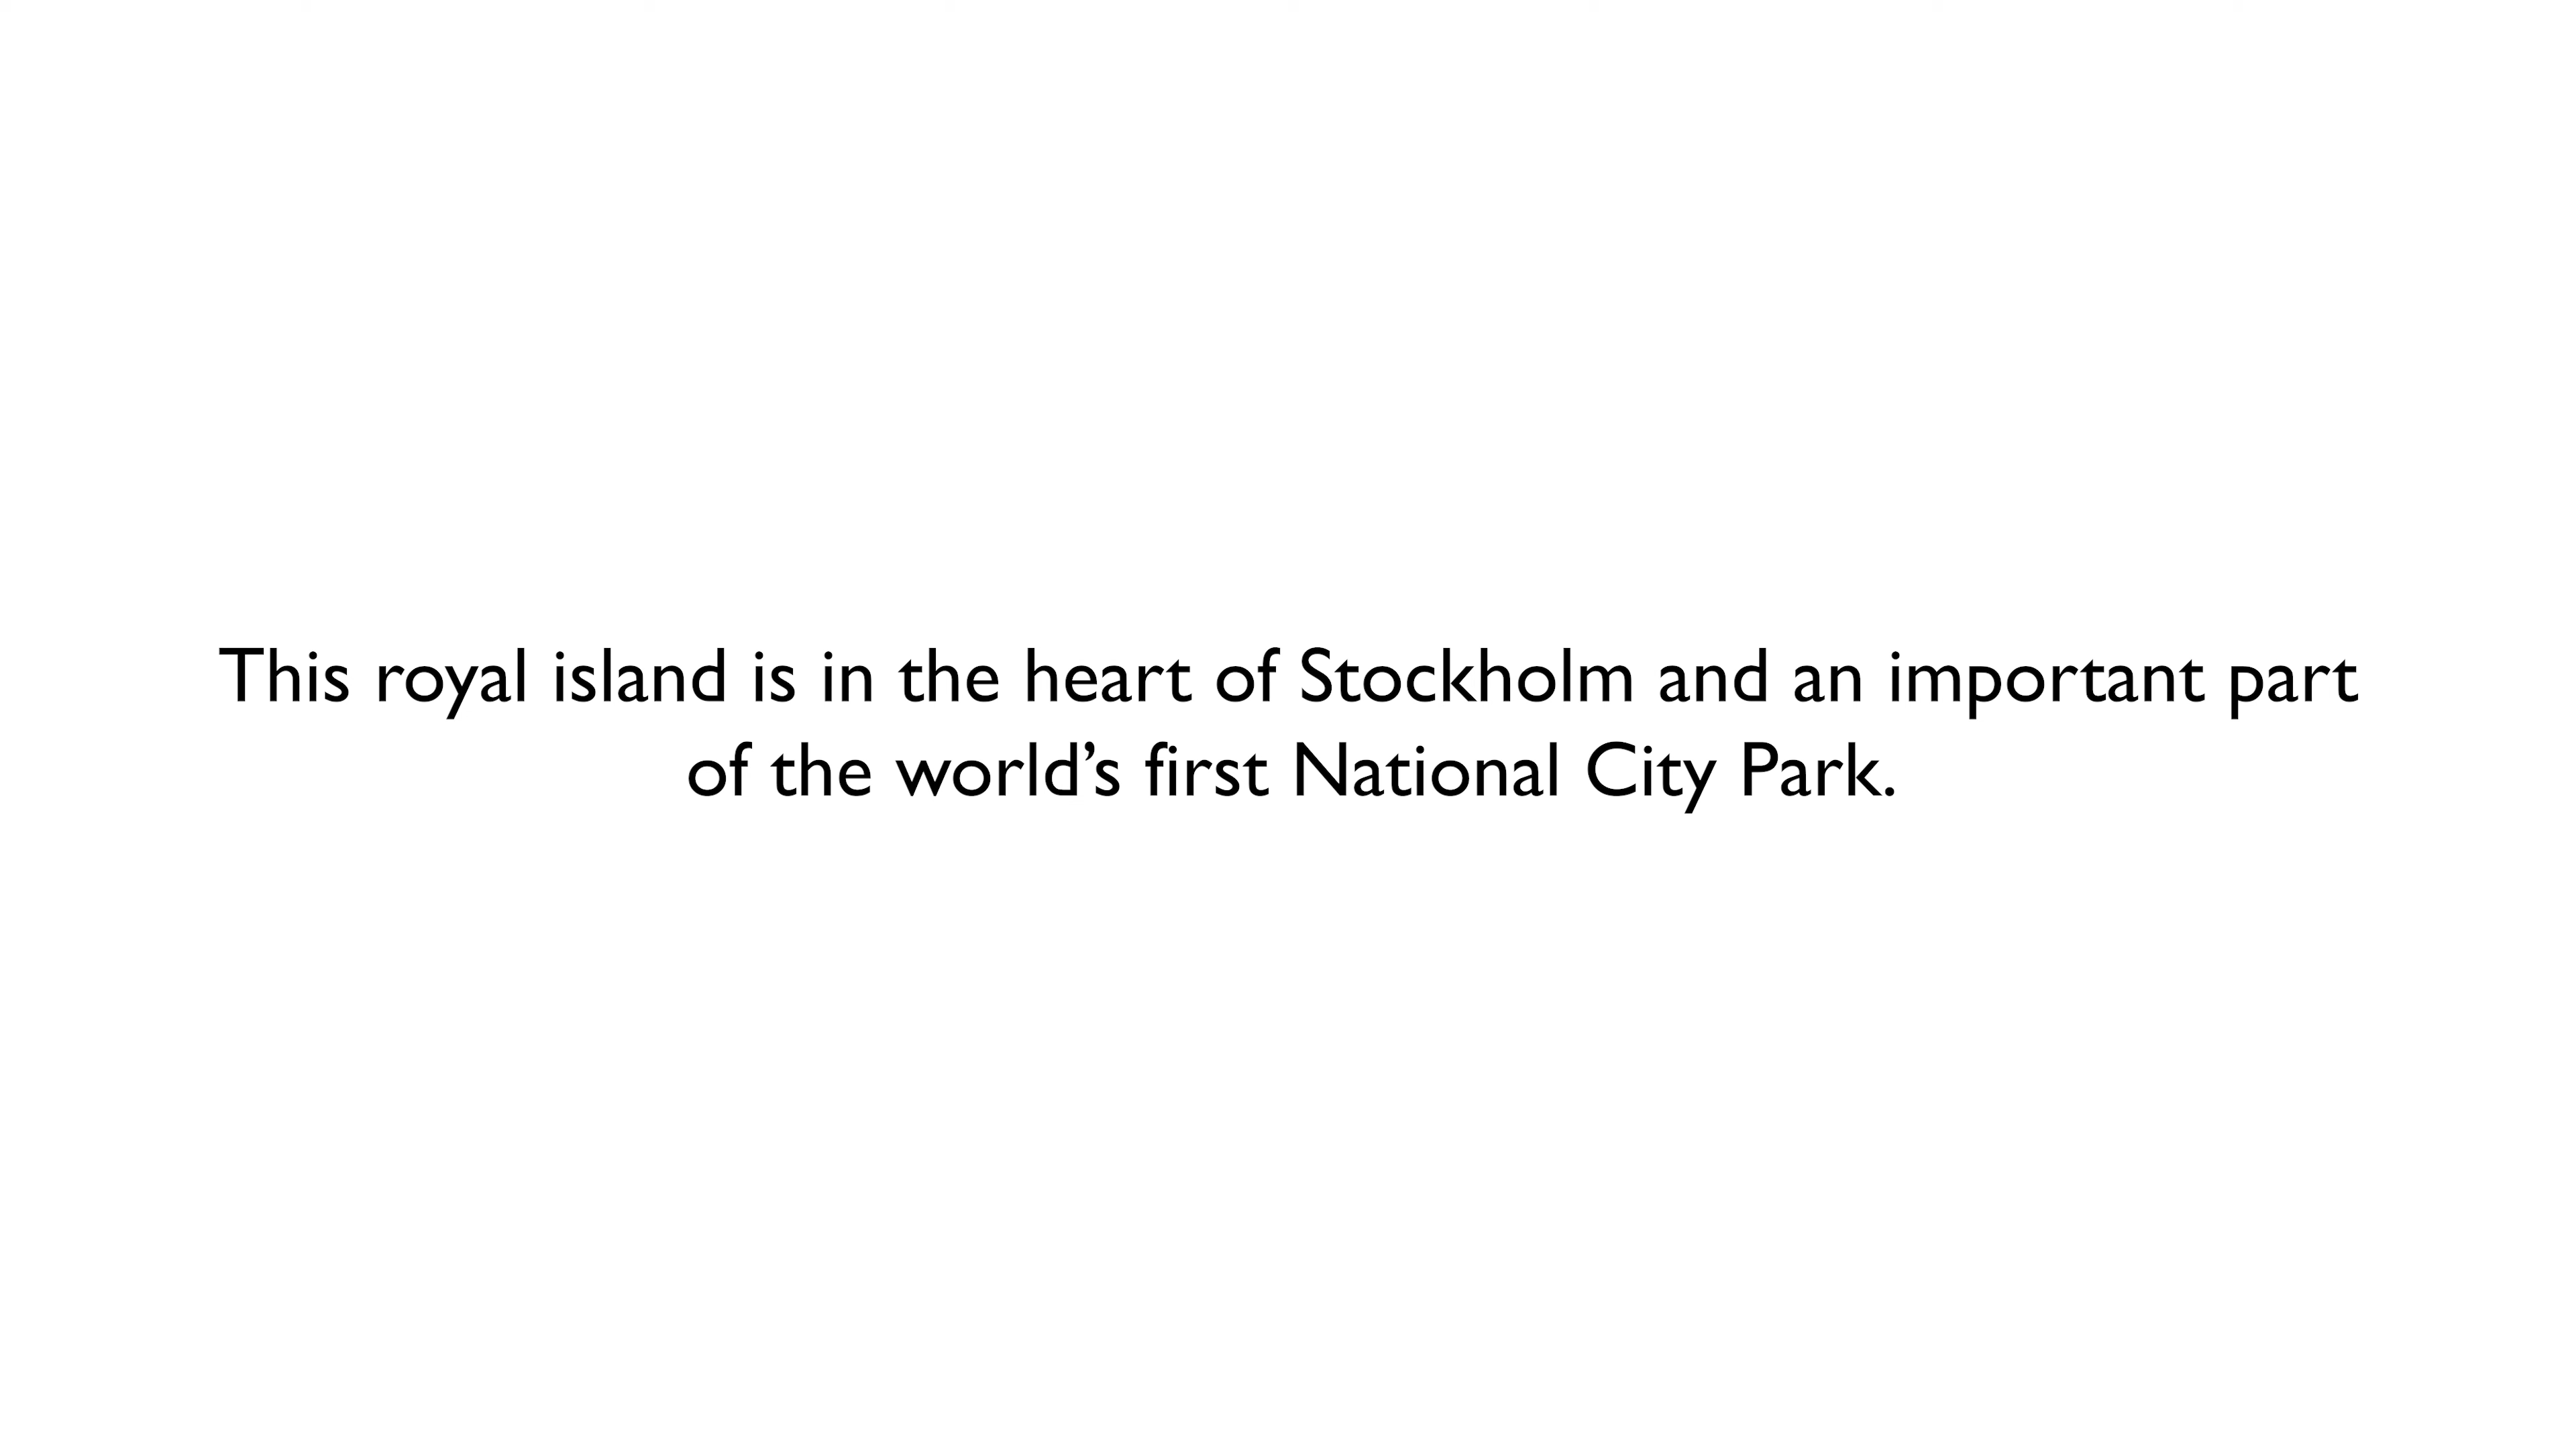 This royal island is in the heart of Stockholm and an important part
of the world’s first National City Park.